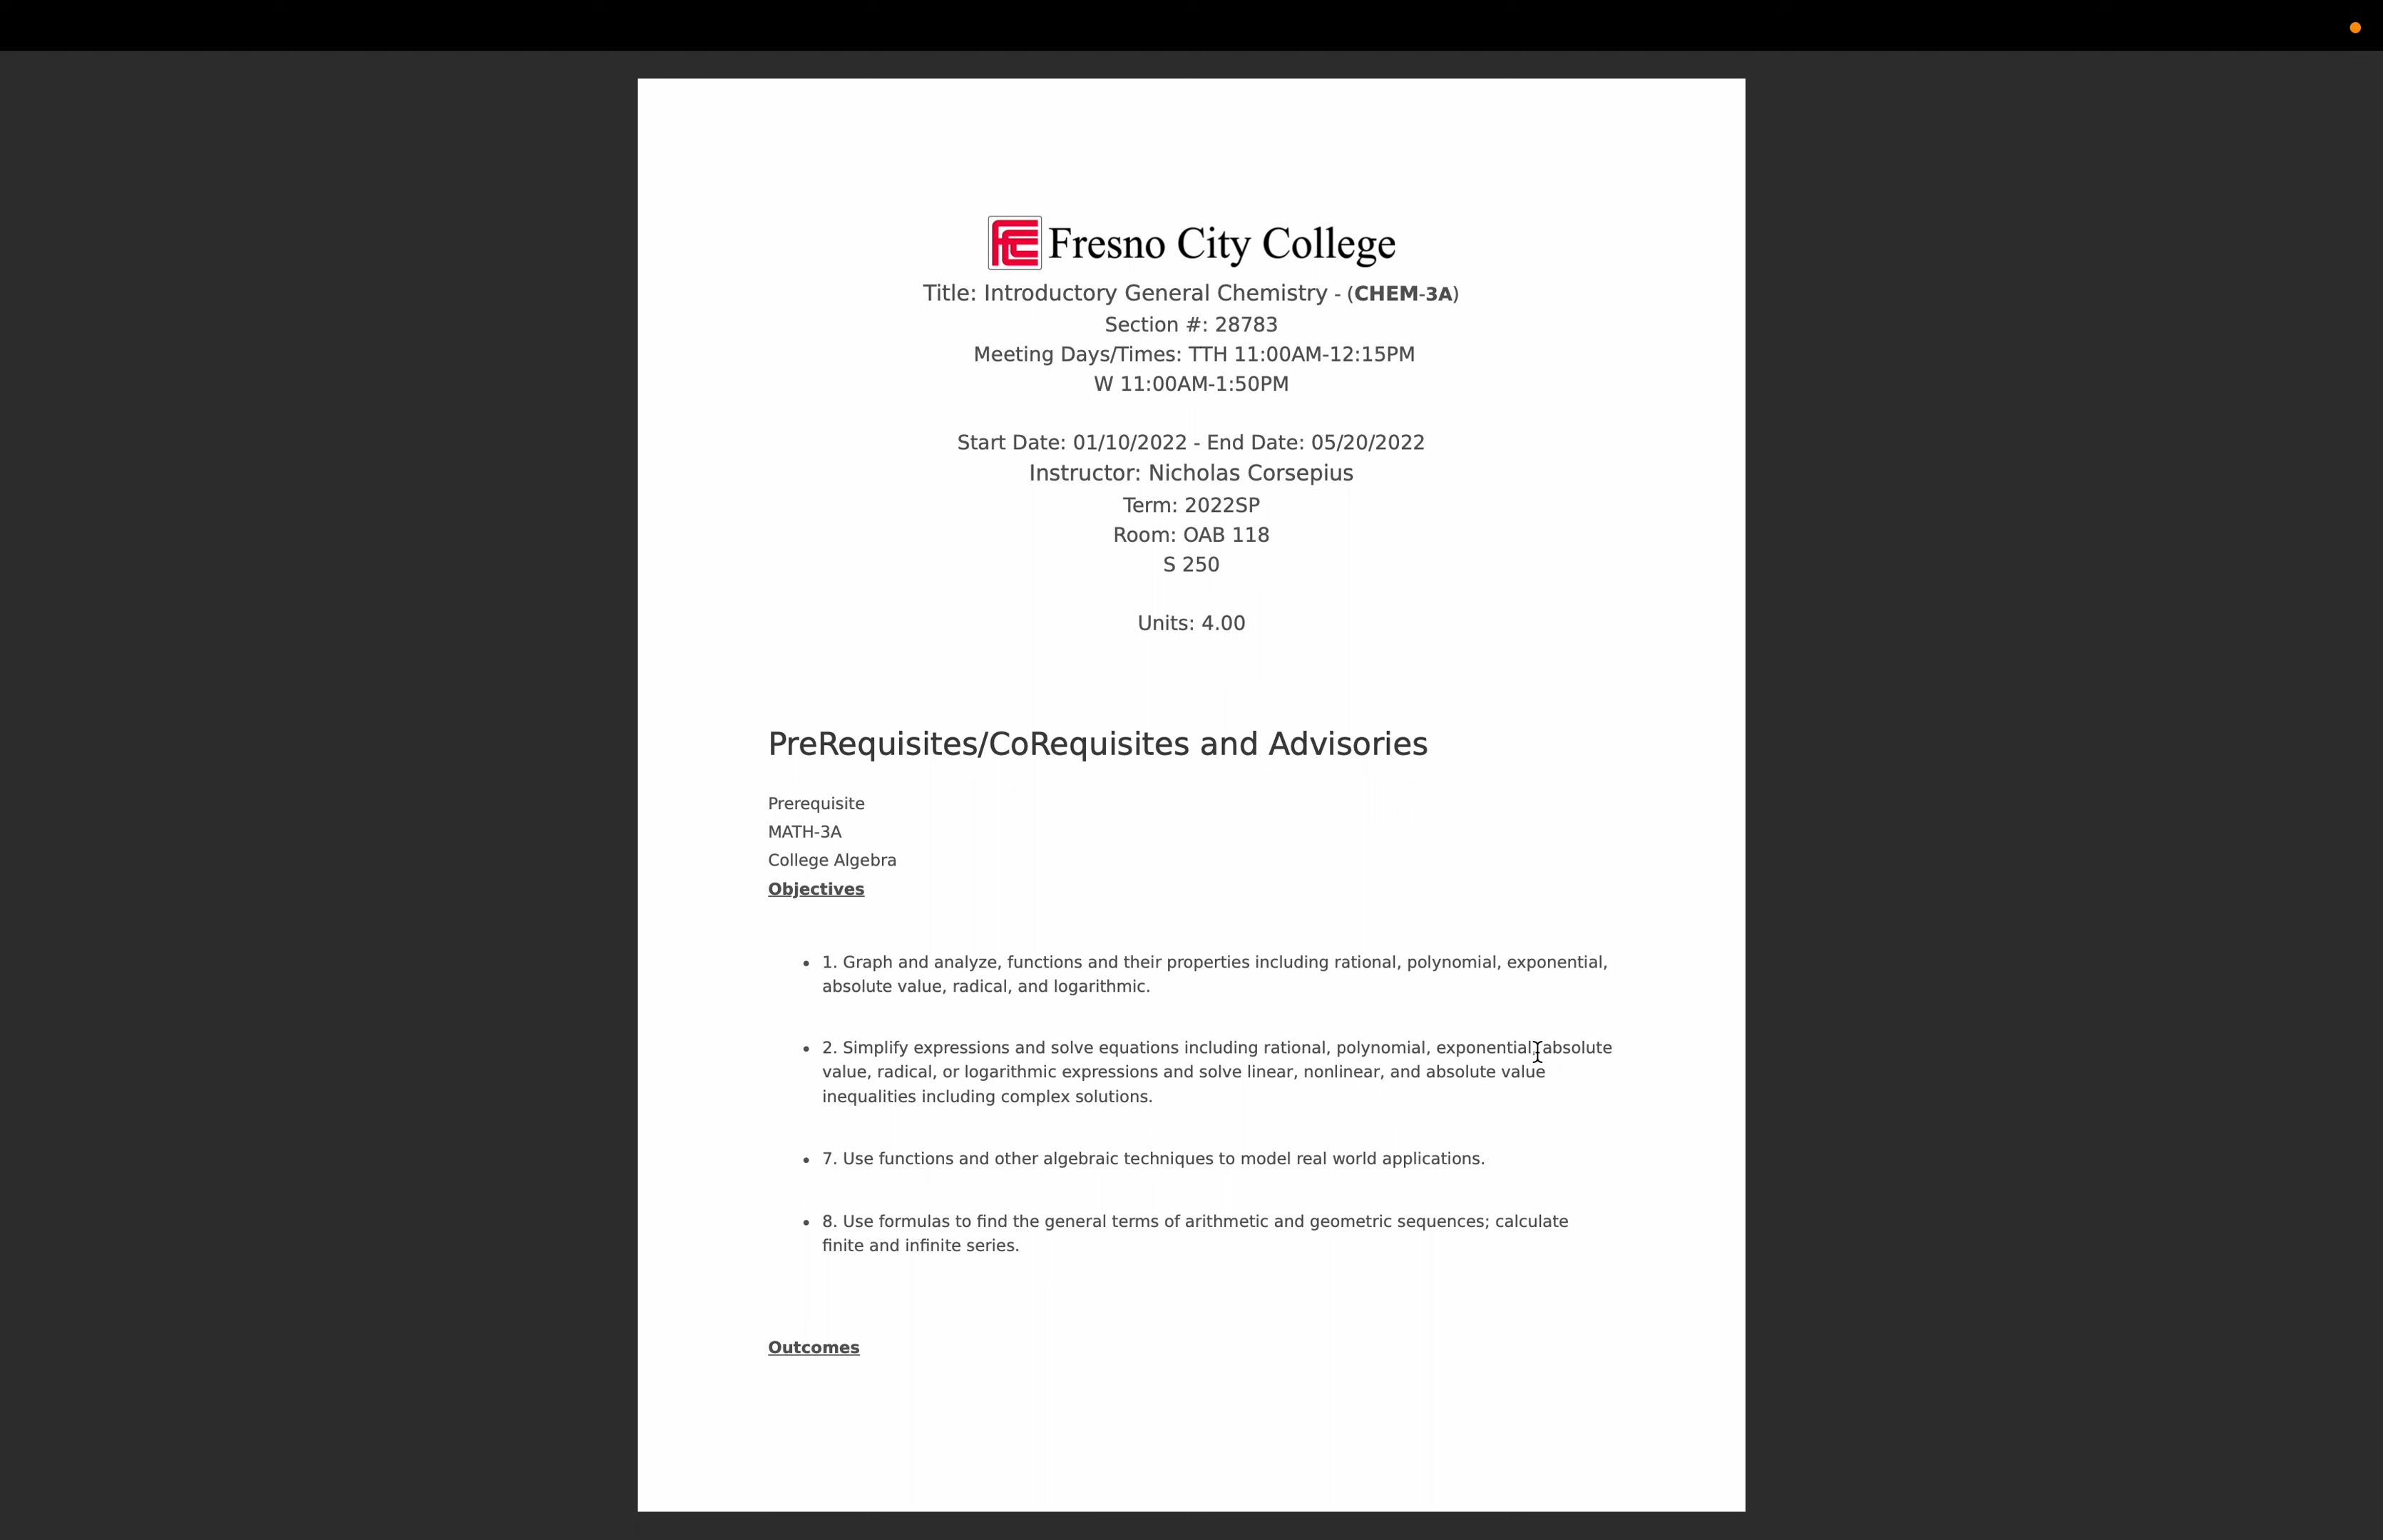 Fresno City College
Title: Introductory General Chemistry - (CHEM-3A)
Section #: 28783
Meeting Days/Times: TTH 11:00AM-12:15PM
W 11:00AM-1:50PM
Start Date: 01/10/2022 - End Date: 05/20/2022
Instructor: Nicholas Corsepius
Term: 2022SP
Room: OAB 118
S 250
Units: 4.00
PreRequisites/CoRequisites and Advisories
Prerequisite
MATH-3A
College Algebra
Objectives
• 1. Graph and analyze, functions and their properties including rational, polynomial, exponential,
absolute value, radical, and logarithmic.
• 2. Simplify expressions and solve equations including rational, polynomial, exponential, absolute
value, radical, or logarithmic expressions and solve linear, nonlinear, and absolute value
inequalities including complex solutions.
• 7. Use functions and other algebraic techniques to model real world applications.
• 8. Use formulas to find the general terms of arithmetic and geometric sequences; calculate
finite and infinite series.
Outcomes